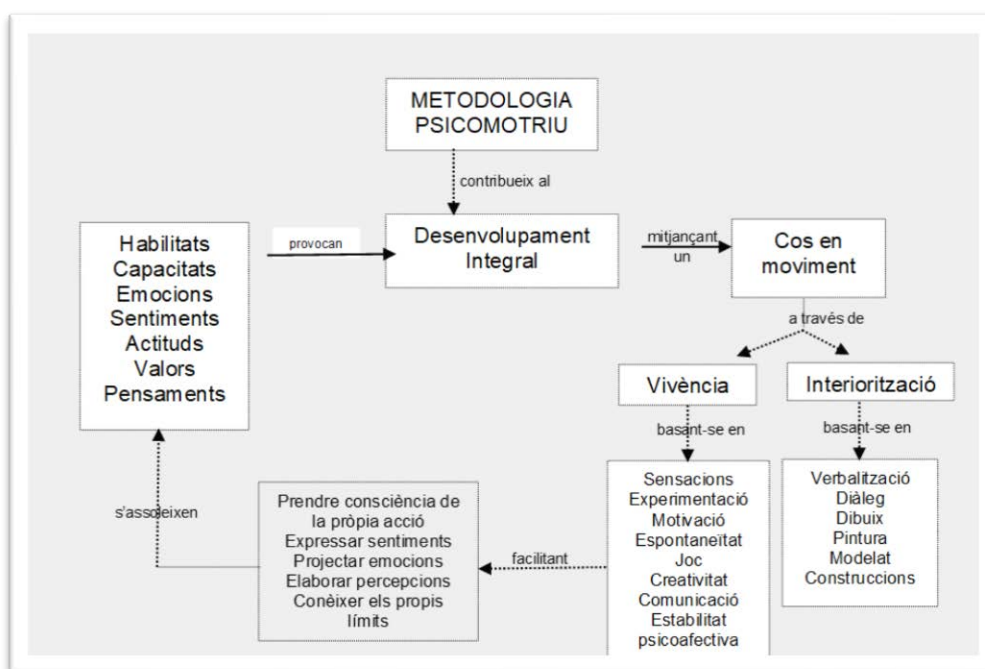 METODOLOGIA
PSICOMOTRIU
contribueix al
Desenvolupament
Integral
mitjançant
un
Cos en
moviment
a través de
Vivència
Interiorització
basant-se en
basant-se en
Sensacions
Experimentació
Motivació
Espontaneïtat
Joc
Creativitat
Comunicació
Estabilitat
psicoafectiva
Verbalització
Diàleg
Dibuix
Pintura
Modelat
Construccions
facilitant
Prendre consciència de
la pròpia acció
Expressar sentiments
Projectar emocions
Elaborar percepcions
Conèixer els propis
límits
s'assoleixen
Habilitats
Capacitats
Emocions
Sentiments
Actituds
Valors
Pensaments
provocan